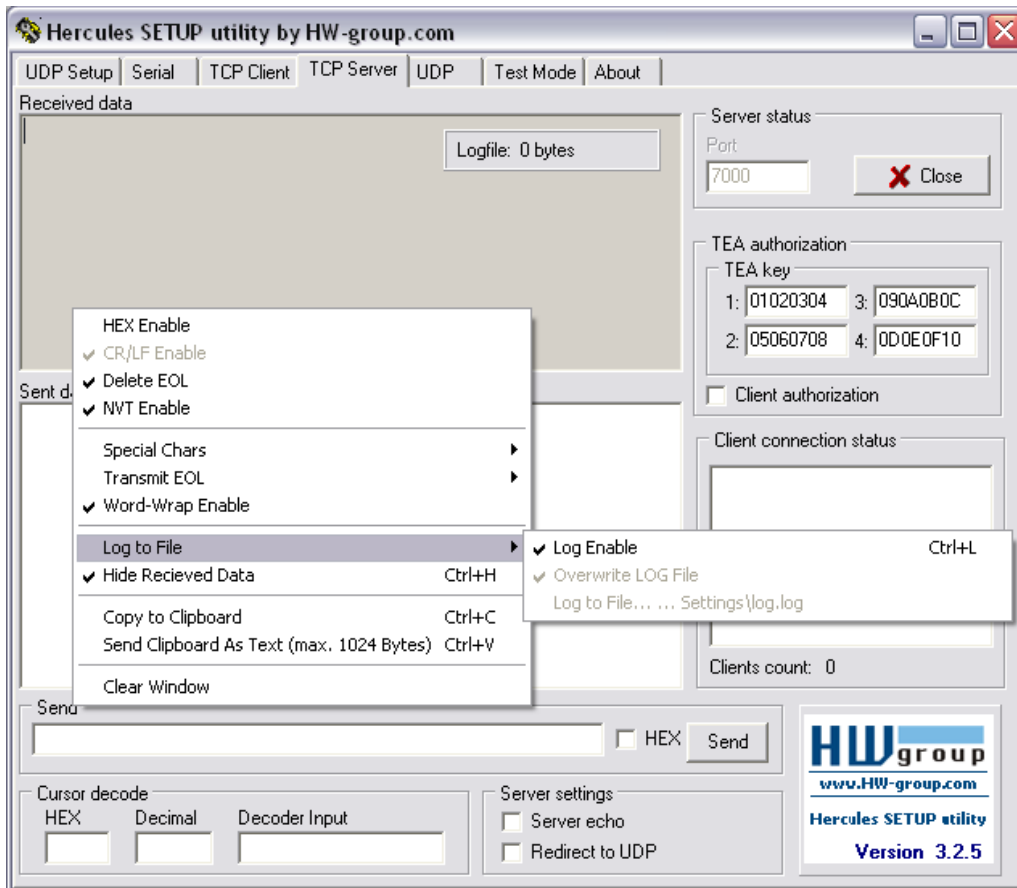 Hercules SETUP utility by HW-group.com
UDP Setup Serial TCP Client TCP Server UDP Test Mode About
Received data
Logfile: 0 bytes
Server status
Port
7000 Close
TEA authorization
TEA key
1: 01020304 3: 090A0B0C
2: 05060708 4: 0D0E0F10
Client authorization
HEX Enable
CR/LF Enable
Delete EOL
NVT Enable
Special Chars
Transmit EOL
Word-Wrap Enable
Log to File
Hide Recieved Data Ctrl+H
Copy to Clipboard Ctrl+C
Send Clipboard As Text (max. 1024 Bytes) Ctrl+V
Clear Window
Sent d
Client connection status
Log Enable Ctrl+L
Overwrite LOG File
Log to File... ... Settings\log.log
Clients count: 0
Send
HEX Send
Cursor decode
HEX Decimal Decoder Input
Server settings
Server echo
Redirect to UDP
HWgroup
www.HW-group.com
Hercules SETUP utility
Version 3.2.5